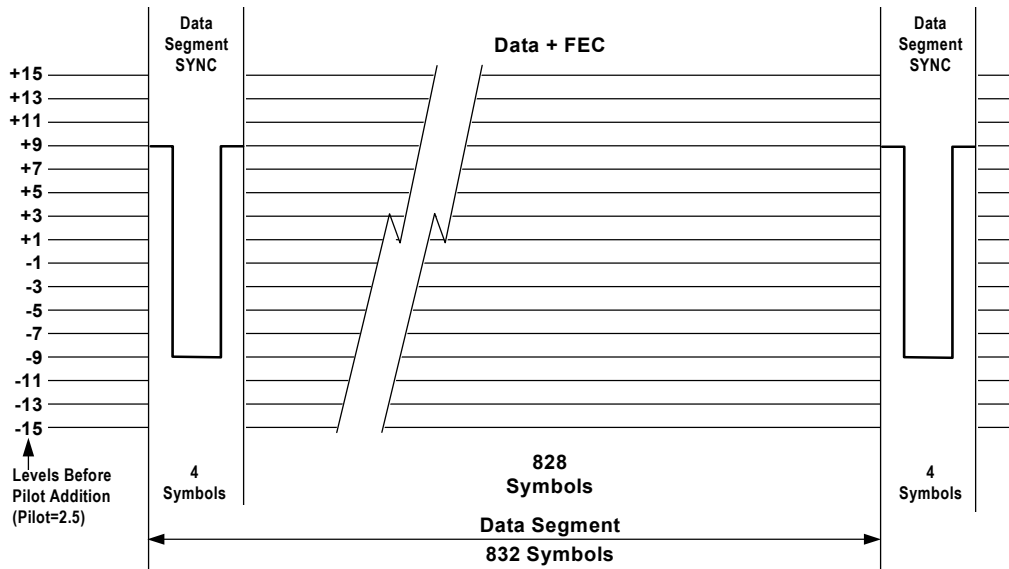 Data
Segment
SYNC
Data + FEC
Data
Segment
SYNC
+15
+13
+11
+9
+7
+5
+3
+1
-1
-3
-5
-7
-9
-11
-13
-15
Levels Before
Pilot Addition
(Pilot=2.5)
4
Symbols
828
Symbols
4
Symbols
Data Segment
832 Symbols